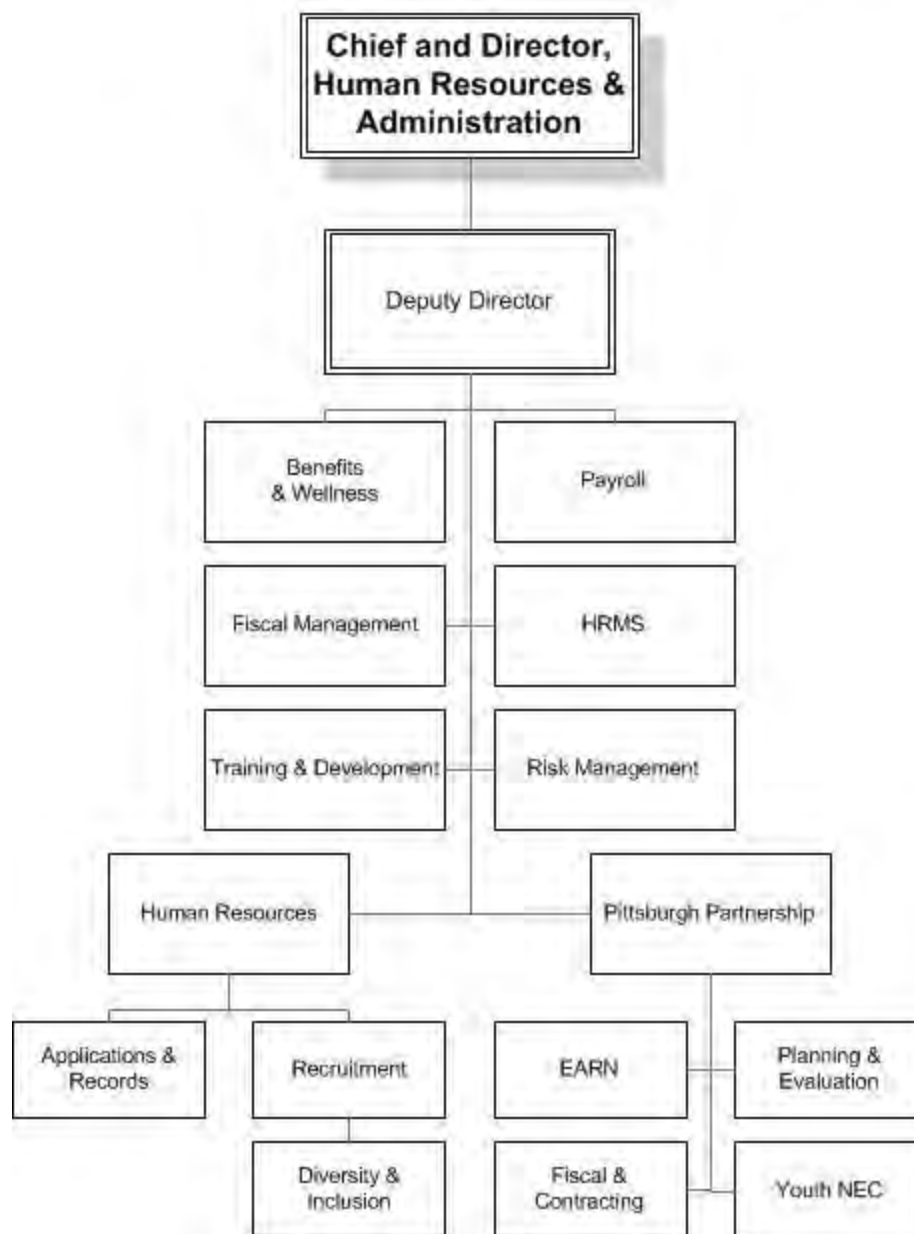 Chief and Director,
Human Resources &
Administration
Deputy Director
Benefits
& Wellness
Payroll
Fiscal Management
HRMS
Training & Development
Risk Management
Human Resources
Pittsburgh Partnership
Applications &
Records
Recruitment
EARN
Planning &
Evaluation
Diversity &
Inclusion
Fiscal &
Contracting
Youth NEC